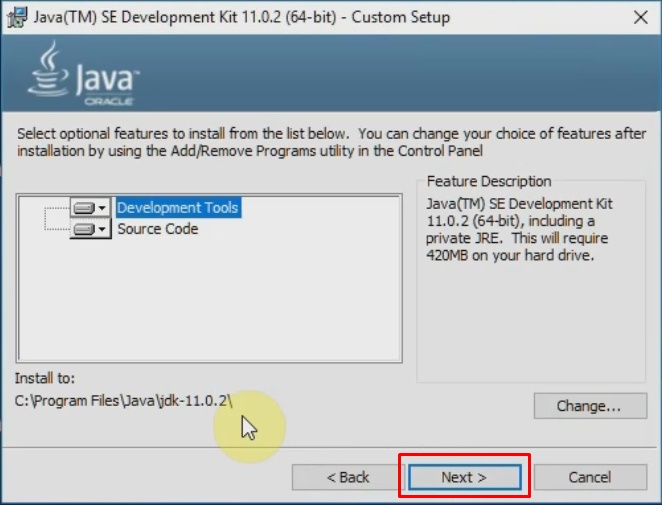 Java(TM) SE Development Kit 11.0.2 (64-bit) - Custom Setup
Java™
ORACLE
Select optional features to install from the list below. You can change your choice of features after
installation by using the Add/Remove Programs utility in the Control Panel
Development Tools
Source Code
Feature Description
Java(TM) SE Development Kit
11.0.2 (64-bit), including a
private JRE. This will require
420MB on your hard drive.
Install to:
C:\Program Files\Java\jdk-11.0.2\
Change...
< Back
Next >
Cancel